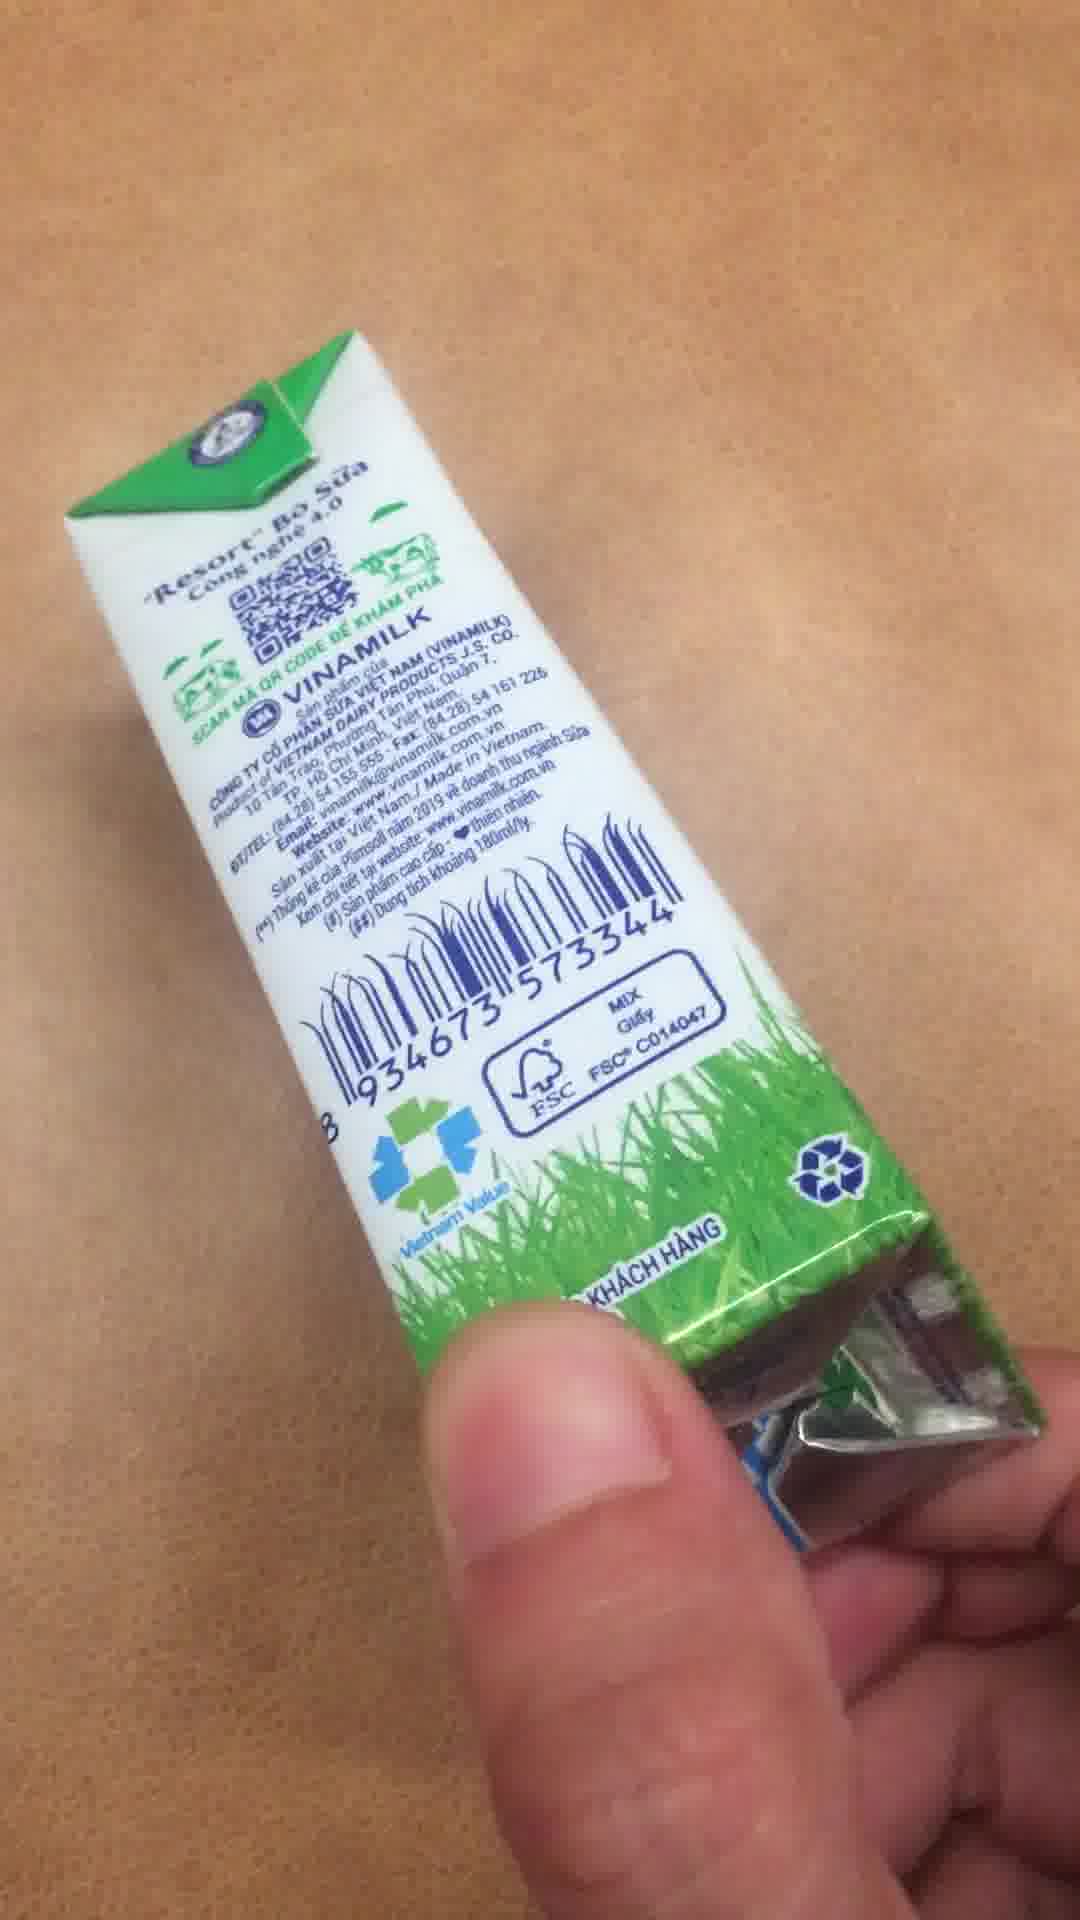 "Resort" Bò Sữa
Công nghệ 4.0
SCAN MÃ QR CODE ĐỂ KHÁM PHÁ
VINAMILK
Sản phẩm của
CÔNG TY CỔ PHẦN SỮA VIỆT NAM (VINAMILK)
product of VIETNAM DAIRY PRODUCTS J.S. CO.
10 Tân Trào, Phường Tân Phú, Quận 7,
TP. Hồ Chí Minh, Việt Nam.
ĐT/TEL: (84.28) 54 155 555 - Fax: (84.28) 54 161 226
Email: vinamilk@vinamilk.com.vn
Website: www.vinamilk.com.vn
Sản xuất tại Việt Nam./ Made in Vietnam.
(**) Thống kê của Plimsoll năm 2019 về doanh thu ngành Sữa
Xem chi tiết tại website: www.vinamilk.com.vn
(#) Sản phẩm cao cấp - ❤ thiên nhiên.
(##) Dung tích khoảng 180ml/ly.
8 934673 573344
FSC
MIX
Giấy
FSC® C014047
Vietnam Value
KHÁCH HÀNG